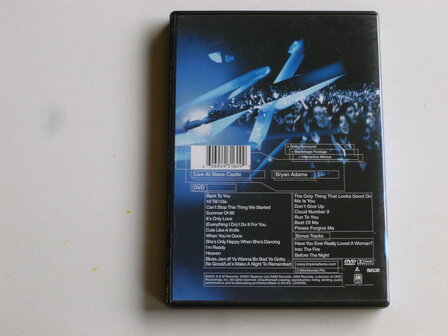 > Dolby Surround
> Backstage Footage
> Interactive Menus
Live At Slane Castle
Bryan Adams
DVD
Back To You
18 Till I Die
Can't Stop This Thing We Started
Summer Of 69
It's Only Love
(Everything I Do) I Do It For You
Cuts Like A Knife
When You're Gone
She's Only Happy When She's Dancing
I'm Ready
Heaven
Blues Jam (If Ya Wanna Be Bad Ya Gotta
Be Good/Let's Make A Night To Remember)
The Only Thing That Looks Good On
Me Is You
Don't Give Up
Cloud Number 9
Run To You
Best Of Me
Please Forgive Me
Bonus Tracks
Have You Ever Really Loved A Woman?
Into The Fire
Before The Night
www.bryanadams.com